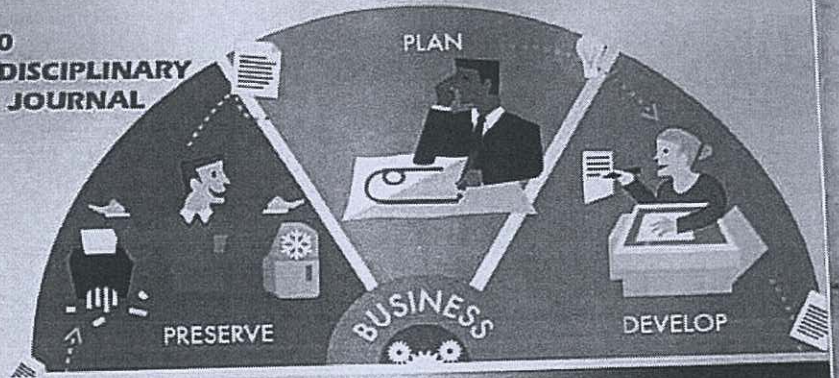 DISCIPLINARY
JOURNAL
PLAN
PRESERVE
BUSINESS
DEVELOP